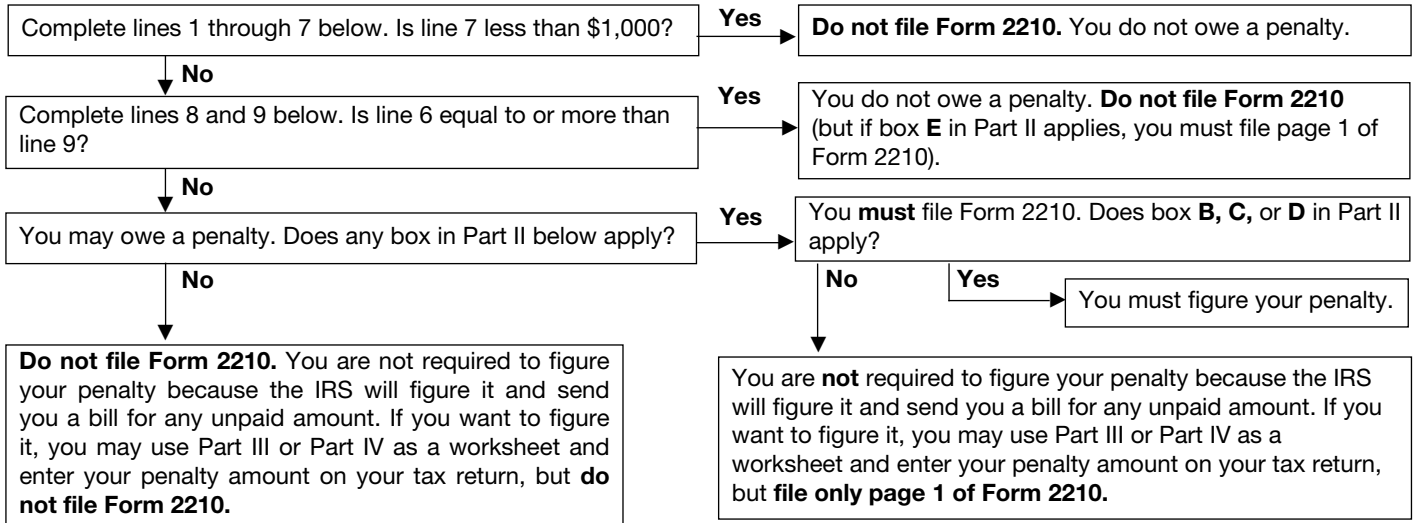 Complete lines 1 through 7 below. Is line 7 less than $1,000?
Yes
Do not file Form 2210. You do not owe a penalty.
No
Complete lines 8 and 9 below. Is line 6 equal to or more than
line 9?
Yes
You do not owe a penalty. Do not file Form 2210
(but if box E in Part II applies, you must file page 1 of
Form 2210).
No
You may owe a penalty. Does any box in Part II below apply?
Yes
You must file Form 2210. Does box B, C, or D in Part II
apply?
No
Yes
You must figure your penalty.
No
Do not file Form 2210. You are not required to figure
your penalty because the IRS will figure it and send
you a bill for any unpaid amount. If you want to figure
it, you may use Part III or Part IV as a worksheet and
enter your penalty amount on your tax return, but do
not file Form 2210.
You are not required to figure your penalty because the IRS
will figure it and send you a bill for any unpaid amount. If you
want to figure it, you may use Part III or Part IV as a
worksheet and enter your penalty amount on your tax return,
but file only page 1 of Form 2210.